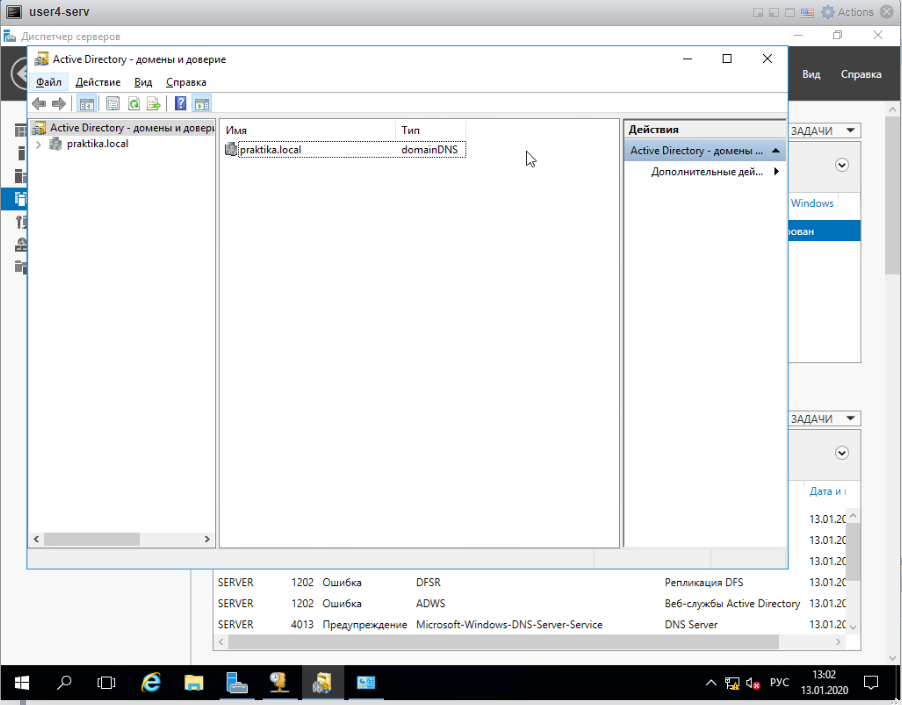 user4-serv
Actions
Диспетчер серверов
Active Directory - домены и доверие
Файл Действие Вид Справка
Вид Справка
Active Directory - домены и довери
praktika.local
Имя Тип
praktika.local domainDNS
Действия
Active Directory - домены ...
Дополнительные дей...
ЗАДАЧИ
Windows
рован
ЗАДАЧИ
Дата и
13.01.20
13.01.20
13.01.20
SERVER 1202 Ошибка DFSR Репликация DFS 13.01.20
SERVER 1202 Ошибка ADWS Веб-службы Active Directory 13.01.20
SERVER 4013 Предупреждение Microsoft-Windows-DNS-Server-Service DNS Server 13.01.20
РУС
13:02
13.01.2020